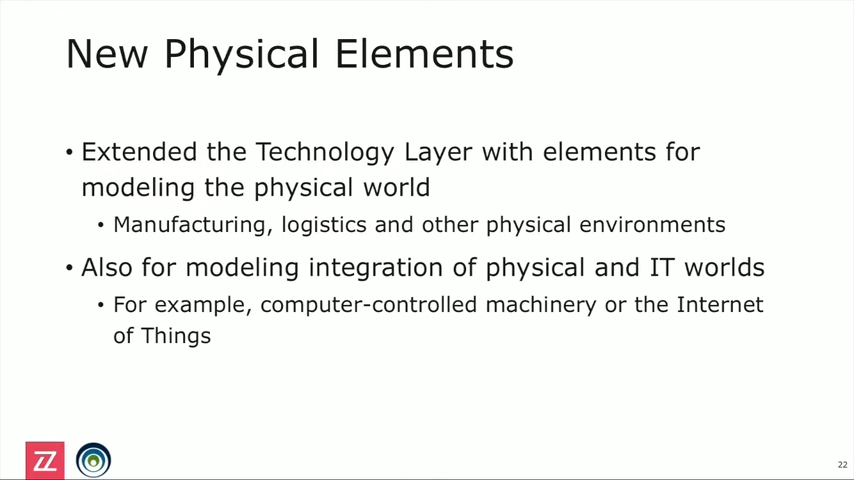 New Physical Elements
• Extended the Technology Layer with elements for
modeling the physical world
• Manufacturing, logistics and other physical environments
• Also for modeling integration of physical and IT worlds
• For example, computer-controlled machinery or the Internet
of Things
22